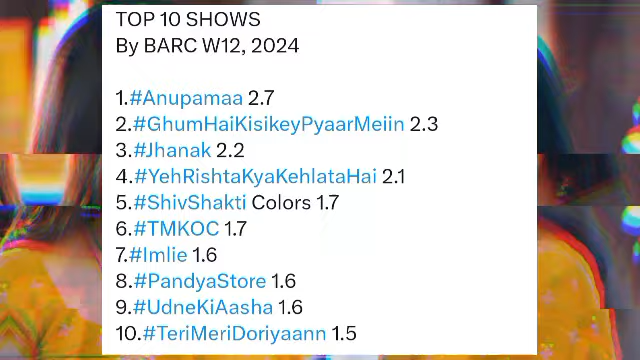 TOP 10 SHOWS
By BARC W12, 2024
1.#Anupamaa 2.7
2.#GhumHaiKisikeyPyaarMeiin 2.3
3.#Jhanak 2.2
4.#YehRishtaKyaKehlataHai 2.1
5.#ShivShakti Colors 1.7
6.#TMKOC 1.7
7.#Imlie 1.6
8.#PandyaStore 1.6
9.#UdneKiAasha 1.6
10.#TeriMeriDoriyaann 1.5